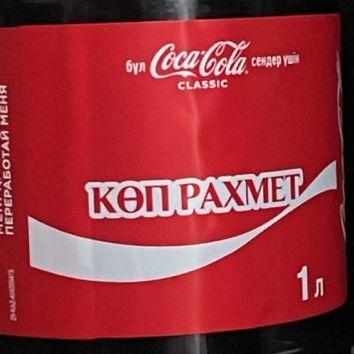 бұл Coca-Cola сендер үшін
CLASSIC
КӨП РАХМЕТ
1 л
ПЕРЕРАБОТАЙ МЕНЯ